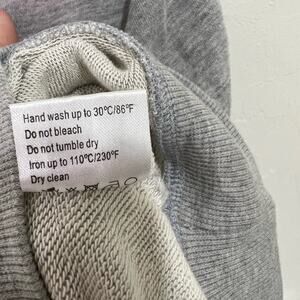 Hand wash up to 30℃/86℉
Do not bleach
Do not tumble dry
Iron up to 110℃/230℉
Dry clean